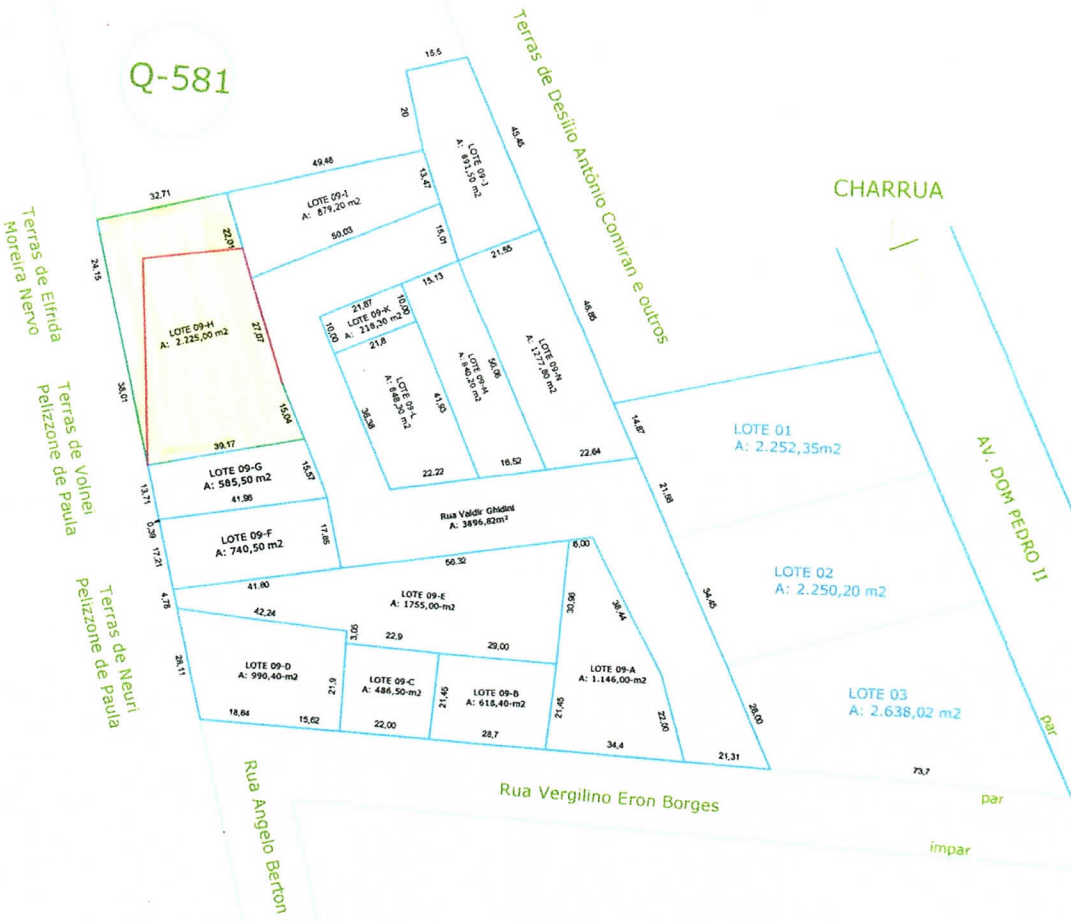 Q-581
Terras de Desilio Antônio Comiran e outros
CHARRUA
AV. DOM PEDRO II
Terras de Elfrida
Moreira Nervo
Terras de Volnei
Pelizzone de Paula
Terras de Neuri
Pelizzone de Paula
15,5
20
45,45
LOTE 09-J
A: 891,50 m2
49,46
13,47
LOTE 09-I
A: 879,20 m2
50,03
15,01
32,71
22,01
24,15
38,01
LOTE 09-H
A: 2.225,00 m2
27,07
15,04
39,17
21,55
15,13
21,87
10,00
LOTE 09-K
A: 218,30 m2
10,00
21,8
46,85
LOTE 09-N
A: 1277,80 m2
56,06
LOTE 09-M
A: 840,20 m2
41,93
LOTE 09-L
A: 848,30 m2
36,38
22,22
16,52
22,64
14,87
LOTE 01
A: 2.252,35m2
13,71
LOTE 09-G
A: 585,50 m2
15,57
41,96
0,39
17,21
LOTE 09-F
A: 740,50 m2
17,85
Rua Valdir Ghidini
A: 3896,82m²
21,98
LOTE 02
A: 2.250,20 m2
34,45
4,78
41,80
56,32
6,00
LOTE 09-E
A: 1755,00-m2
42,24
3,05
22,9
29,00
30,96
38,44
28,11
LOTE 09-D
A: 990,40-m2
21,9
LOTE 09-C
A: 486,50-m2
21,45
LOTE 09-B
A: 618,40-m2
21,45
LOTE 09-A
A: 1.146,00-m2
22,00
28,00
LOTE 03
A: 2.638,02 m2
18,64
15,62
22,00
28,7
34,4
21,31
73,7
par
par
impar
Rua Vergilino Eron Borges
Rua Angelo Berton